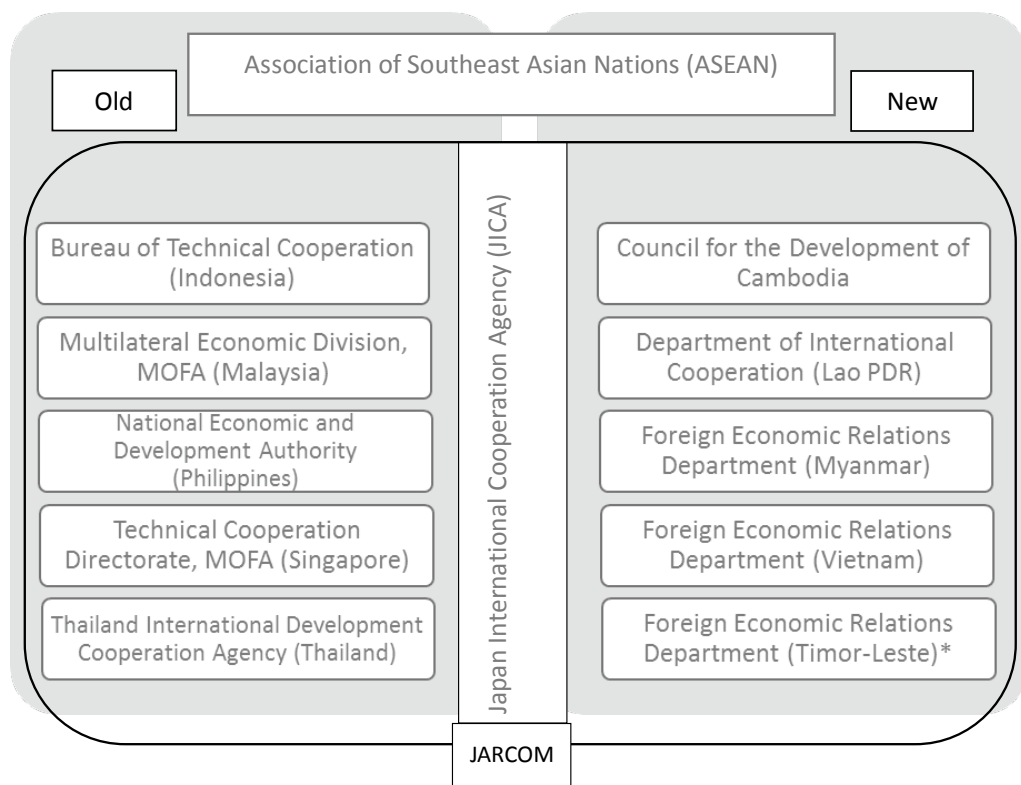 Association of Southeast Asian Nations (ASEAN)
Old
New
Bureau of Technical Cooperation
(Indonesia)
Multilateral Economic Division,
MOFA (Malaysia)
National Economic and
Development Authority
(Philippines)
Technical Cooperation
Directorate, MOFA (Singapore)
Thailand International Development
Cooperation Agency (Thailand)
Japan International Cooperation Agency (JICA)
Council for the Development of
Cambodia
Department of International
Cooperation (Lao PDR)
Foreign Economic Relations
Department (Myanmar)
Foreign Economic Relations
Department (Vietnam)
Foreign Economic Relations
Department (Timor-Leste)*
JARCOM